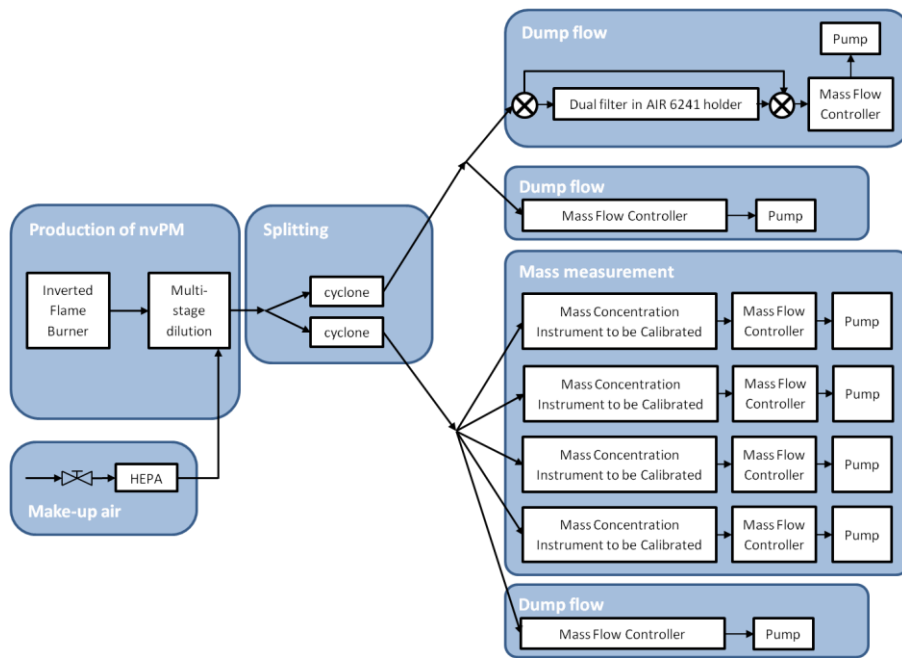 Dump flow
Pump
Dual filter in AIR 6241 holder
Mass Flow
Controller
Dump flow
Mass Flow Controller
Pump
Production of nvPM
Inverted
Flame
Burner
Multi-
stage
dilution
Splitting
cyclone
cyclone
Make-up air
HEPA
Mass measurement
Mass Concentration
Instrument to be Calibrated
Mass Flow
Controller
Pump
Mass Concentration
Instrument to be Calibrated
Mass Flow
Controller
Pump
Mass Concentration
Instrument to be Calibrated
Mass Flow
Controller
Pump
Mass Concentration
Instrument to be Calibrated
Mass Flow
Controller
Pump
Dump flow
Mass Flow Controller
Pump